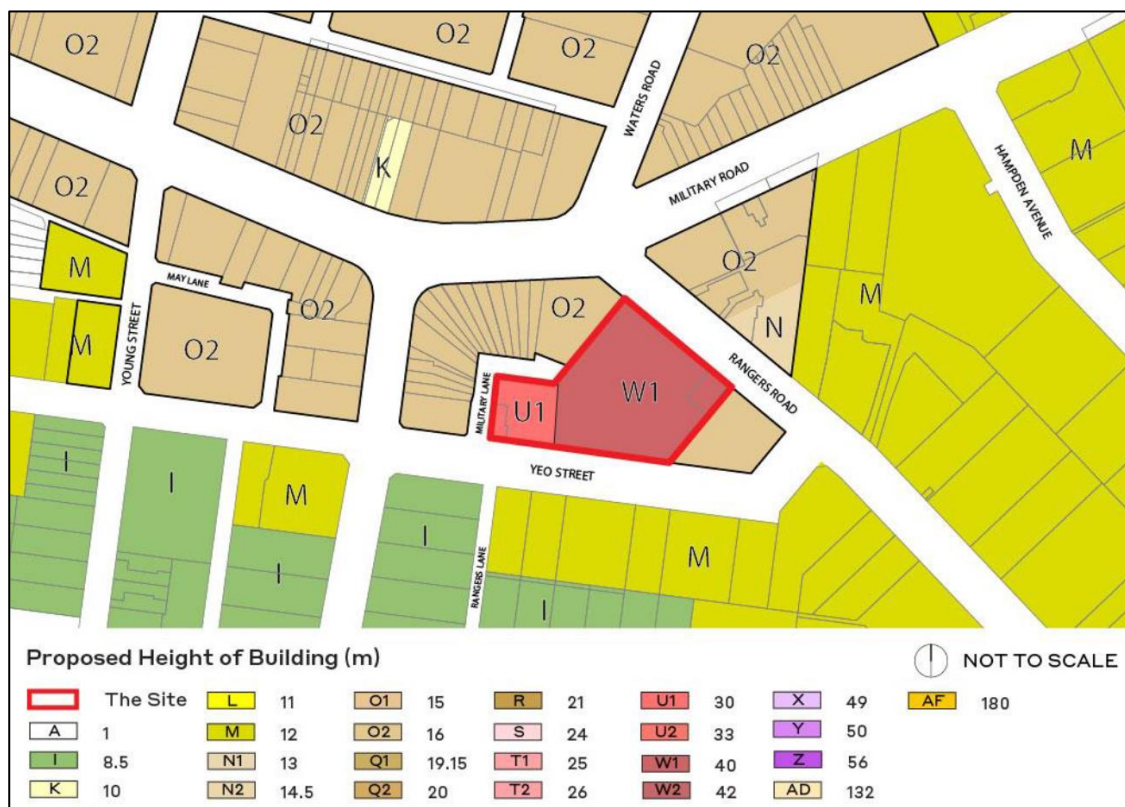 O2
O2
O2
O2
O2
K
WATERS ROAD
MILITARY ROAD
HAMPDEN AVENUE
M
O2
M
MAY LANE
O2
O2
O2
M
N
M
YOUNG STREET
O2
MILITARY LANE
U1
W1
RANGERS ROAD
YEO STREET
I
I
M
I
M
I
RANGERS LANE
I
Proposed Height of Building (m)
NOT TO SCALE
The Site
L 11
O1 15
R 21
U1 30
X 49
AF 180
A 1
M 12
O2 16
S 24
U2 33
Y 50
I 8.5
N1 13
Q1 19.15
T1 25
W1 40
Z 56
K 10
N2 14.5
Q2 20
T2 26
W2 42
AD 132